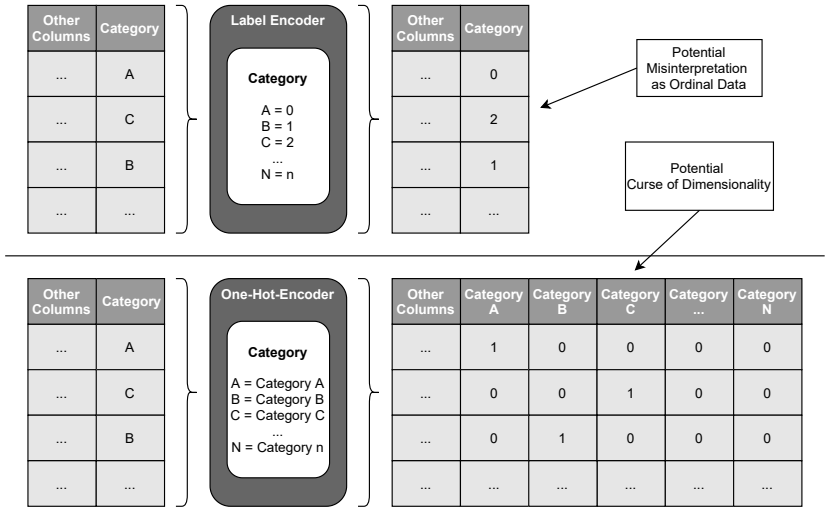 Other Columns Category
... A
... C
... B
... ...
Label Encoder
Category
A = 0
B = 1
C = 2
...
N = n
Other Columns Category
... 0
... 2
... 1
... ...
Potential
Misinterpretation
as Ordinal Data
Potential
Curse of Dimensionality
Other Columns Category
... A
... C
... B
... ...
One-Hot-Encoder
Category
A = Category A
B = Category B
C = Category C
...
N = Category n
Other Columns Category A Category B Category C Category ... Category N
... 1 0 0 0 0
... 0 0 1 0 0
... 0 1 0 0 0
... ... ... ... ... ...